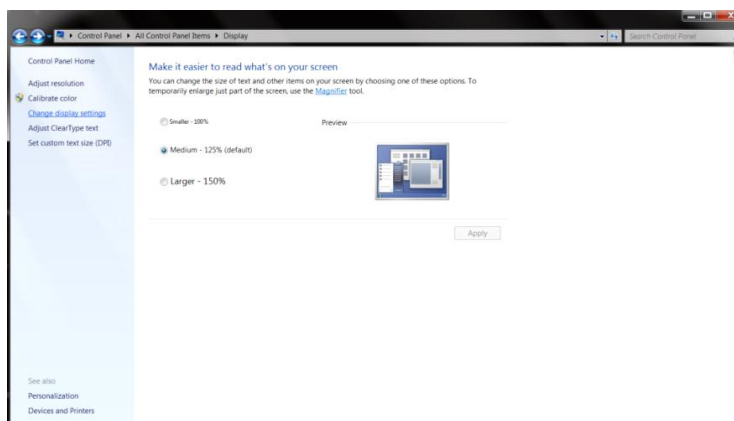 Control Panel ▸ All Control Panel Items ▸ Display
Search Control Panel
Control Panel Home
Adjust resolution
Calibrate color
Change display settings
Adjust ClearType text
Set custom text size (DPI)
Make it easier to read what's on your screen
You can change the size of text and other items on your screen by choosing one of these options. To
temporarily enlarge just part of the screen, use the Magnifier tool.
Smaller - 100%
Preview
Medium - 125% (default)
Larger - 150%
Apply
See also
Personalization
Devices and Printers